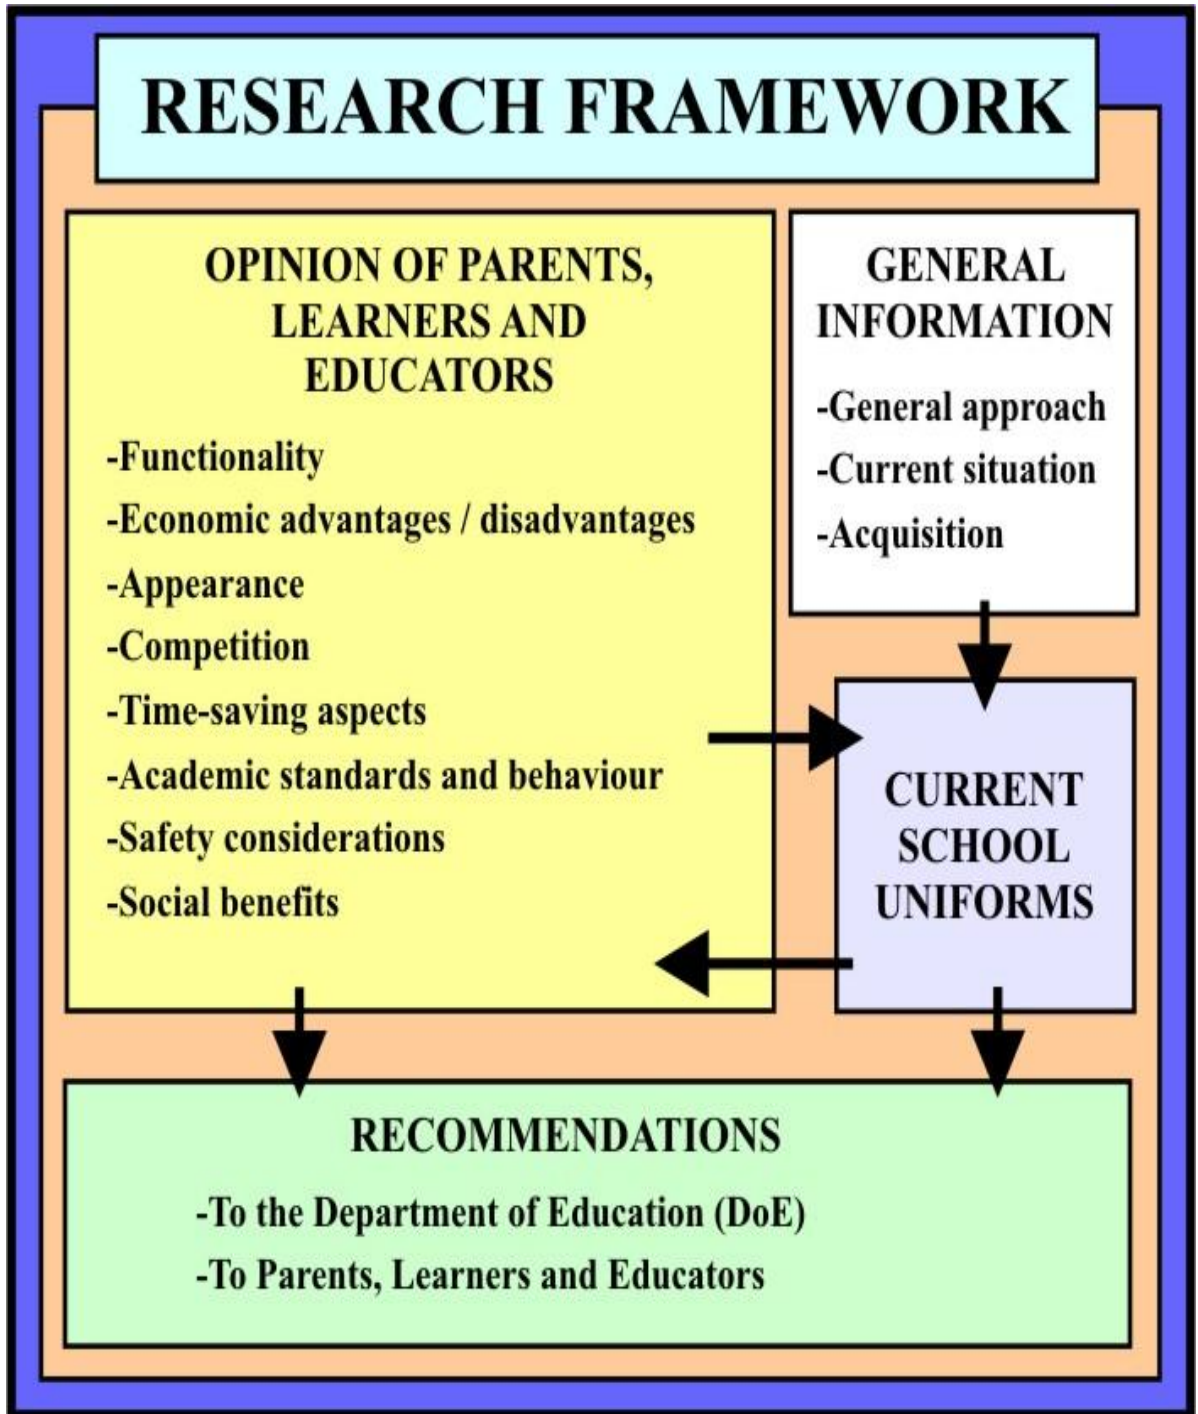 RESEARCH FRAMEWORK
OPINION OF PARENTS,
LEARNERS AND
EDUCATORS
-Functionality
-Economic advantages / disadvantages
-Appearance
-Competition
-Time-saving aspects
-Academic standards and behaviour
-Safety considerations
-Social benefits
GENERAL
INFORMATION
-General approach
-Current situation
-Acquisition
CURRENT
SCHOOL
UNIFORMS
RECOMMENDATIONS
-To the Department of Education (DoE)
-To Parents, Learners and Educators